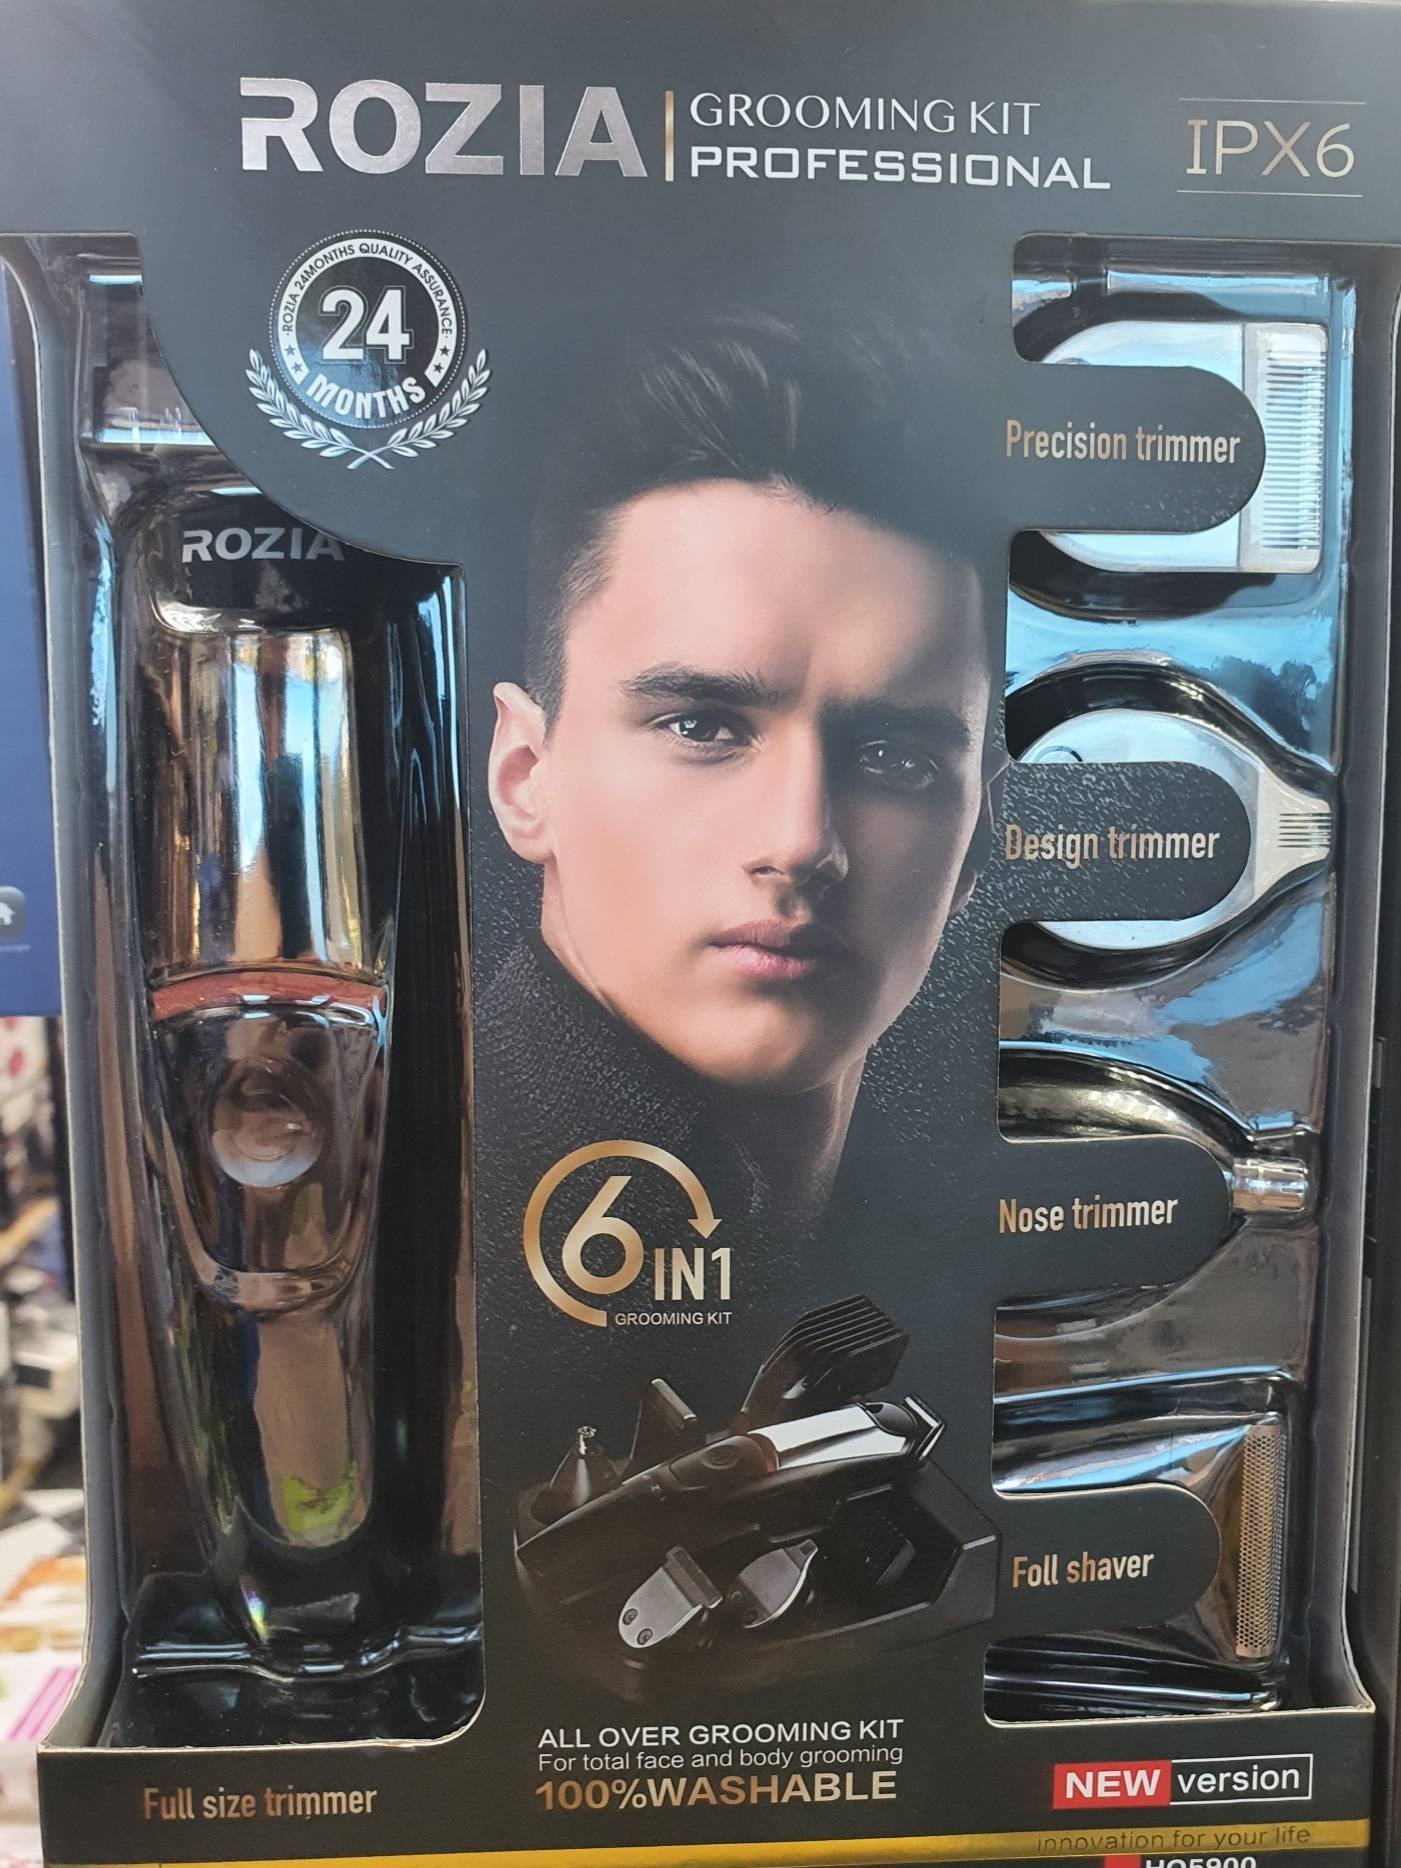 ROZIA
GROOMING KIT
PROFESSIONAL
IPX6
·ROZIA 24MONTHS QUALITY ASSURANCE·
24
MONTHS
ROZIA
Precision trimmer
Design trimmer
Nose trimmer
6 IN1
GROOMING KIT
Foll shaver
ALL OVER GROOMING KIT
For total face and body grooming
100%WASHABLE
Full size trimmer
NEW version
innovation for your life
HQ5900